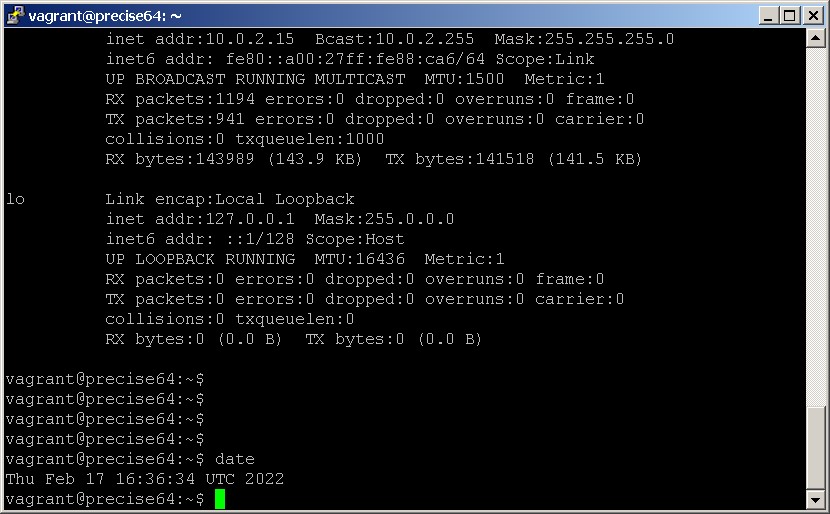 vagrant@precise64: ~
          inet addr:10.0.2.15  Bcast:10.0.2.255  Mask:255.255.255.0
          inet6 addr: fe80::a00:27ff:fe88:ca6/64 Scope:Link
          UP BROADCAST RUNNING MULTICAST  MTU:1500  Metric:1
          RX packets:1194 errors:0 dropped:0 overruns:0 frame:0
          TX packets:941 errors:0 dropped:0 overruns:0 carrier:0
          collisions:0 txqueuelen:1000
          RX bytes:143989 (143.9 KB)  TX bytes:141518 (141.5 KB)

lo        Link encap:Local Loopback
          inet addr:127.0.0.1  Mask:255.0.0.0
          inet6 addr: ::1/128 Scope:Host
          UP LOOPBACK RUNNING  MTU:16436  Metric:1
          RX packets:0 errors:0 dropped:0 overruns:0 frame:0
          TX packets:0 errors:0 dropped:0 overruns:0 carrier:0
          collisions:0 txqueuelen:0
          RX bytes:0 (0.0 B)  TX bytes:0 (0.0 B)

vagrant@precise64:~$
vagrant@precise64:~$
vagrant@precise64:~$
vagrant@precise64:~$
vagrant@precise64:~$ date
Thu Feb 17 16:36:34 UTC 2022
vagrant@precise64:~$